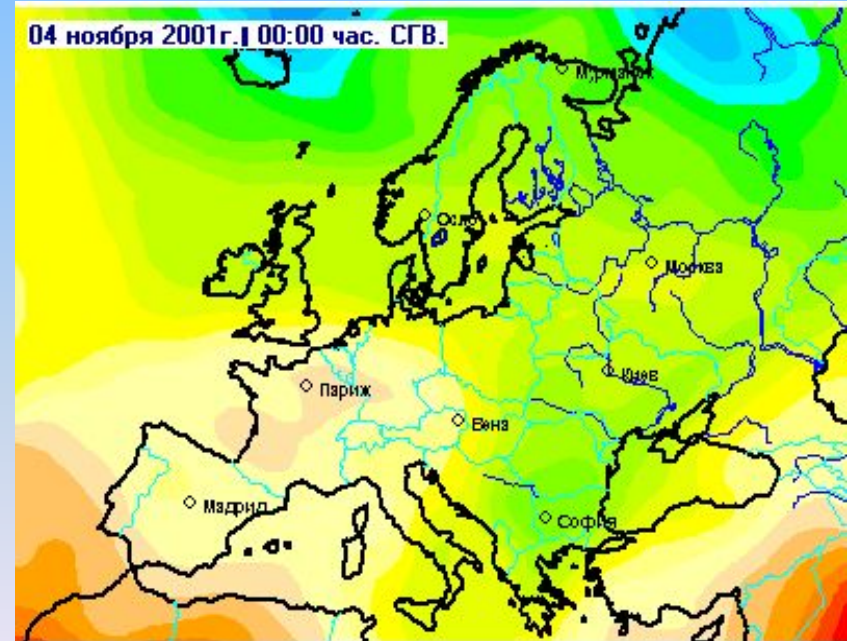 04 ноября 2001г. 00:00 час. СГВ.
Мурманск
Осло
Москва
Киев
Париж
Вена
Мадрид
София